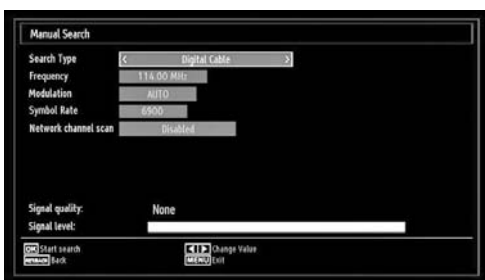 Manual Search
Search Type < Digital Cable >
Frequency 114.00 MHz
Modulation AUTO
Symbol Rate 6900
Network channel scan Disabled
Signal quality: None
Signal level:
OK Start search Change Value
Back MENU Exit